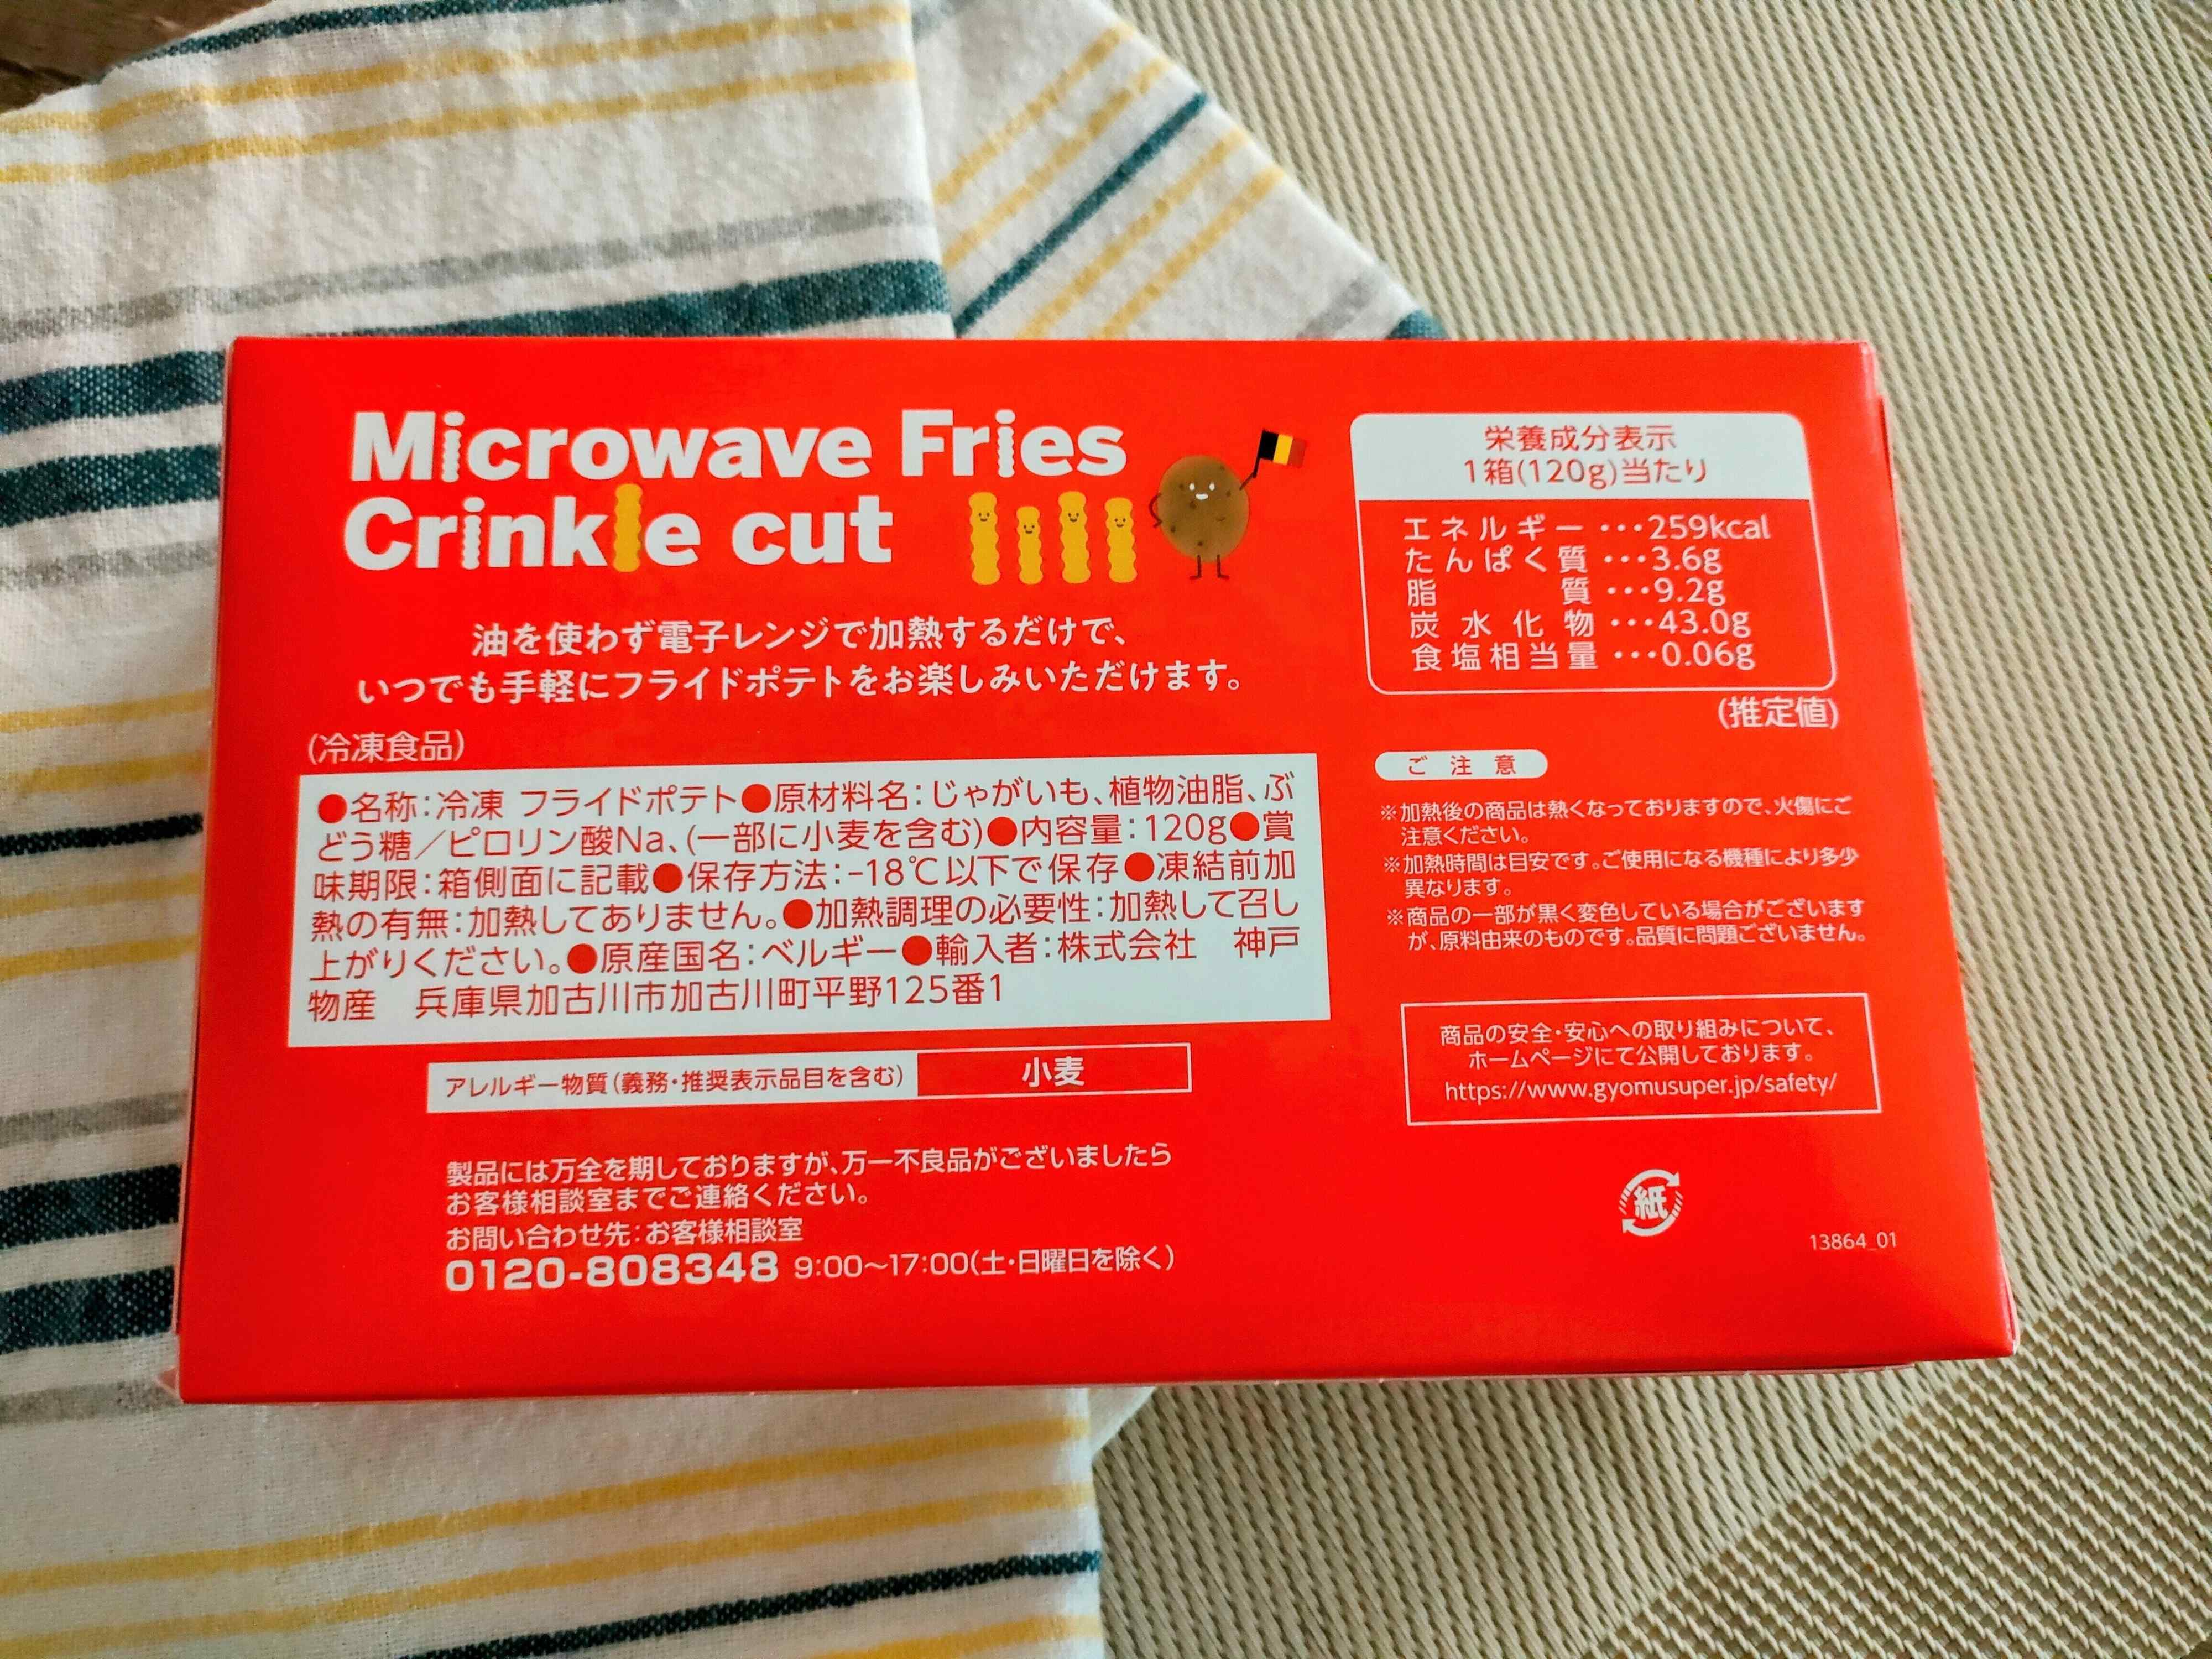 Microwave Fries
Crinkle cut
油を使わず電子レンジで加熱するだけで、
いつでも手軽にフライドポテトをお楽しみいただけます。
(冷凍食品)
●名称:冷凍 フライドポテト●原材料名:じゃがいも、植物油脂、ぶ
どう糖／ピロリン酸Na、(一部に小麦を含む)●内容量:120g●賞
味期限:箱側面に記載●保存方法:-18℃以下で保存●凍結前加
熱の有無:加熱してありません。●加熱調理の必要性:加熱して召し
上がりください。●原産国名:ベルギー●輸入者:株式会社　神戸
物産　兵庫県加古川市加古川町平野125番1
アレルギー物質(義務・推奨表示品目を含む) 小麦
製品には万全を期しておりますが、万一不良品がございましたら
お客様相談室までご連絡ください。
お問い合わせ先:お客様相談室
0120-808348 9:00～17:00(土・日曜日を除く)
栄養成分表示
1箱(120g)当たり
エネルギー…259kcal
たんぱく質…3.6g
脂質…9.2g
炭水化物…43.0g
食塩相当量…0.06g
(推定値)
ご注意
※加熱後の商品は熱くなっておりますので、火傷にご
注意ください。
※加熱時間は目安です。ご使用になる機種により多少
異なります。
※商品の一部が黒く変色している場合がございます
が、原料由来のものです。品質に問題ございません。
商品の安全・安心への取り組みについて、
ホームページにて公開しております。
https://www.gyomusuper.jp/safety/
紙
13864_01